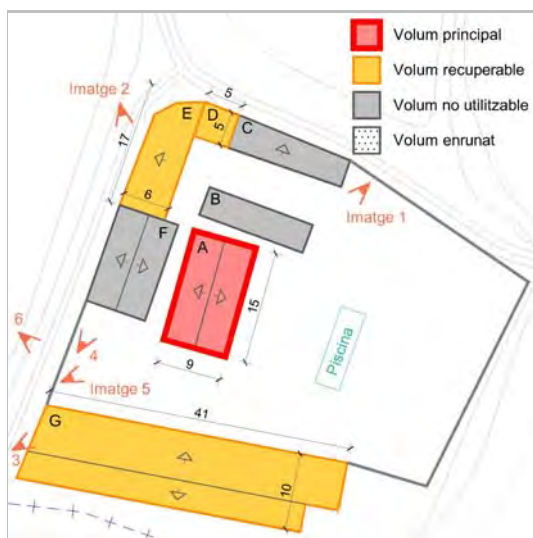 Volum principal
Volum recuperable
Volum no utilitzable
Volum enrunat
Imatge 2
5
E
D
C
5
17
6
Imatge 1
B
F
A
15
6
4
9
Piscina
Imatge 5
41
G
3
10